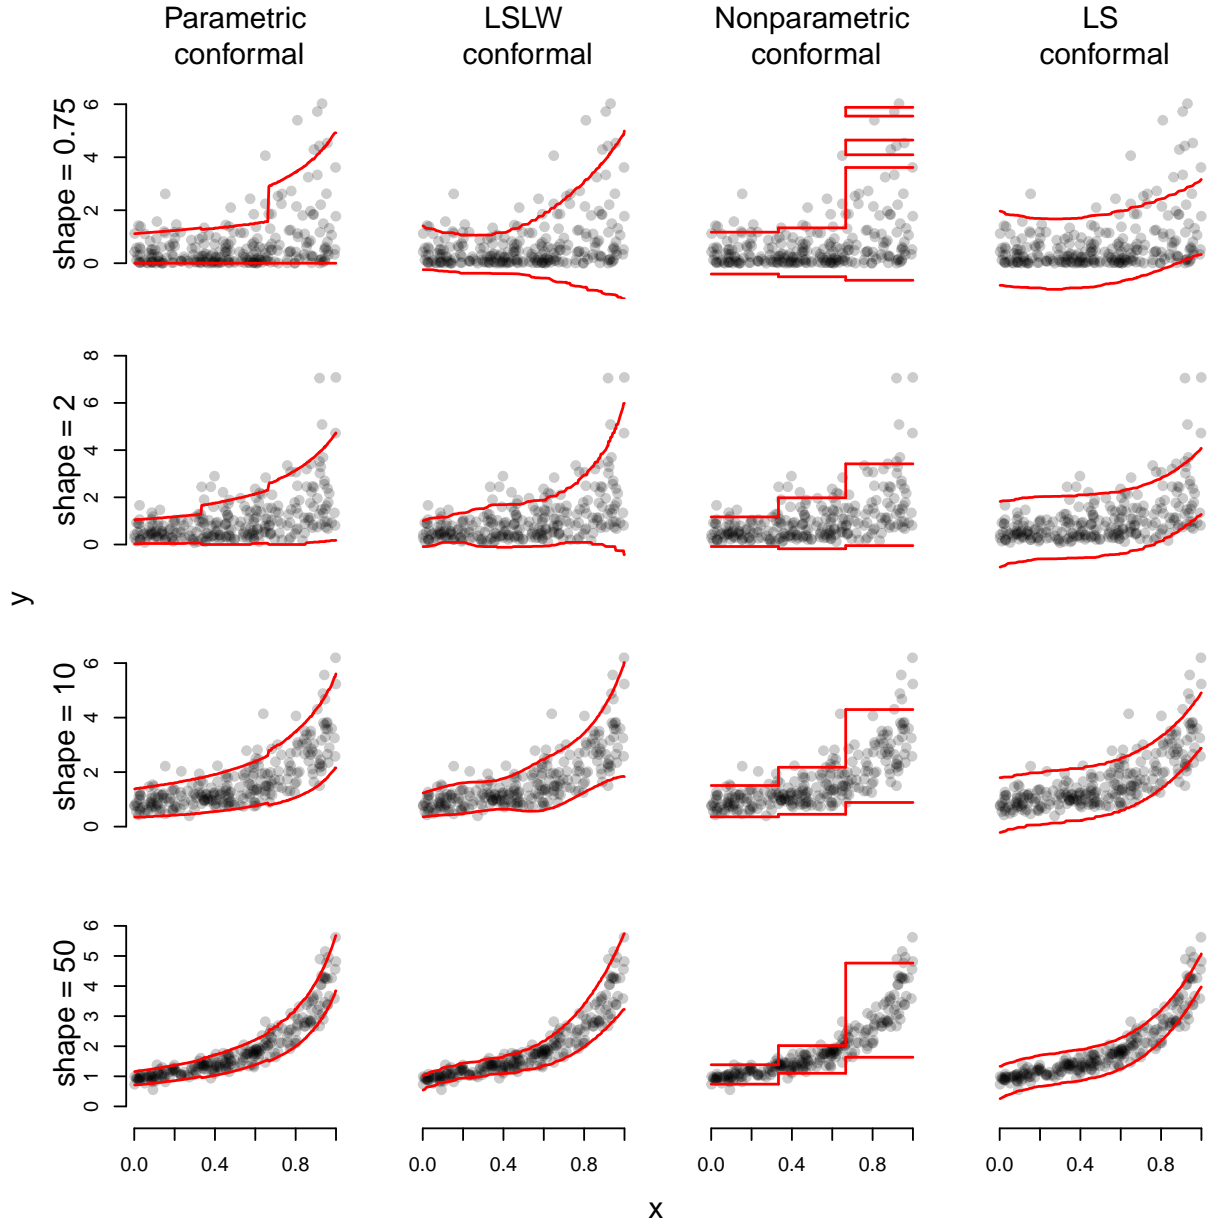 Parametric conformal
LSLW conformal
Nonparametric conformal
LS conformal
shape = 0.75
0 2 4 6
shape = 2
0 2 4 6 8
shape = 10
0 2 4 6
shape = 50
0 1 2 3 4 5 6
y
0.0 0.4 0.8
0.0 0.4 0.8
0.0 0.4 0.8
0.0 0.4 0.8
x